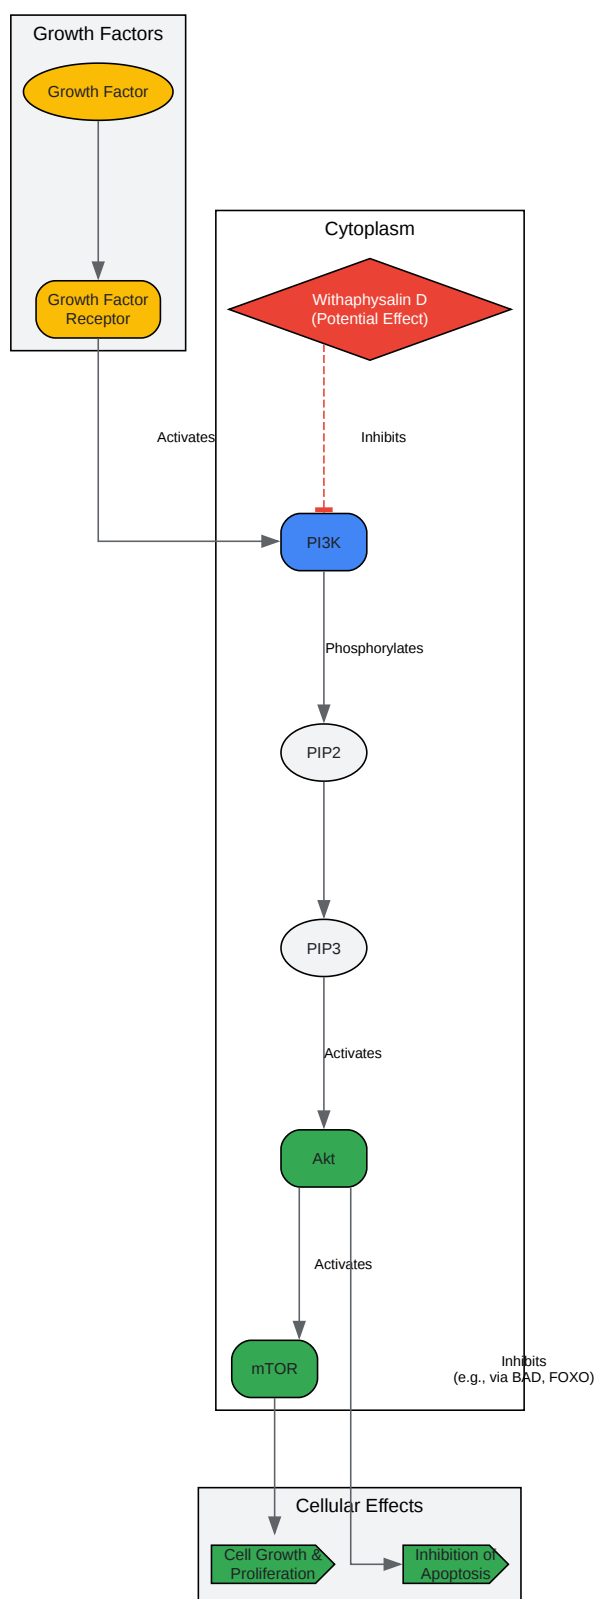 Growth Factors
Growth Factor
Growth Factor
Receptor
Cytoplasm
Withaphysalin D
(Potential Effect)
Activates
Inhibits
PI3K
Phosphorylates
PIP2
PIP3
Activates
Akt
Activates
mTOR
Inhibits
(e.g., via BAD, FOXO)
Cellular Effects
Cell Growth &
Proliferation
Inhibition of
Apoptosis